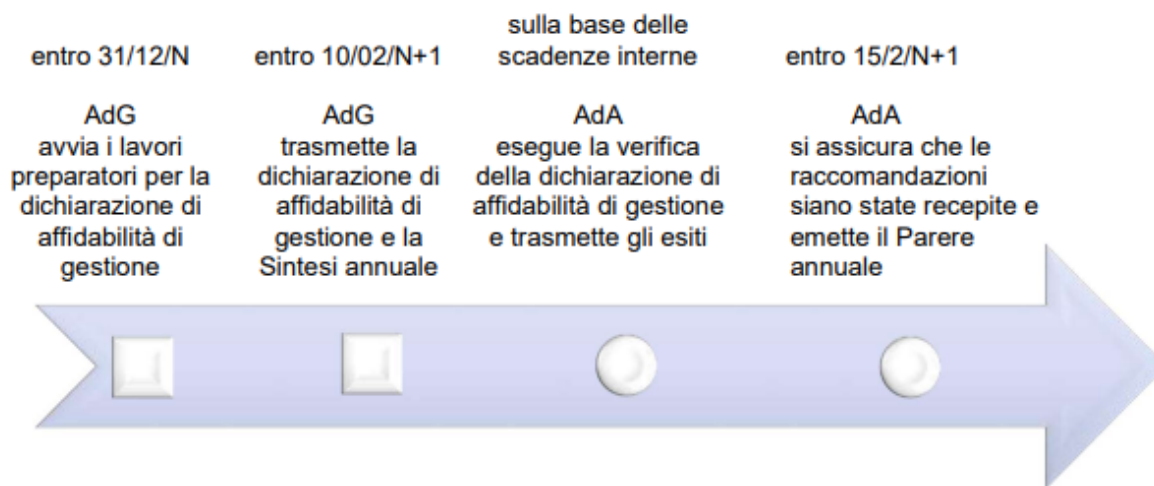 entro 31/12/N
AdG
avvia i lavori
preparatori per la
dichiarazione di
affidabilità di
gestione
entro 10/02/N+1
AdG
trasmette la
dichiarazione di
affidabilità di
gestione e la
Sintesi annuale
sulla base delle
scadenze interne
AdA
esegue la verifica
della dichiarazione di
affidabilità di gestione
e trasmette gli esiti
entro 15/2/N+1
AdA
si assicura che le
raccomandazioni
siano state recepite e
emette il Parere
annuale